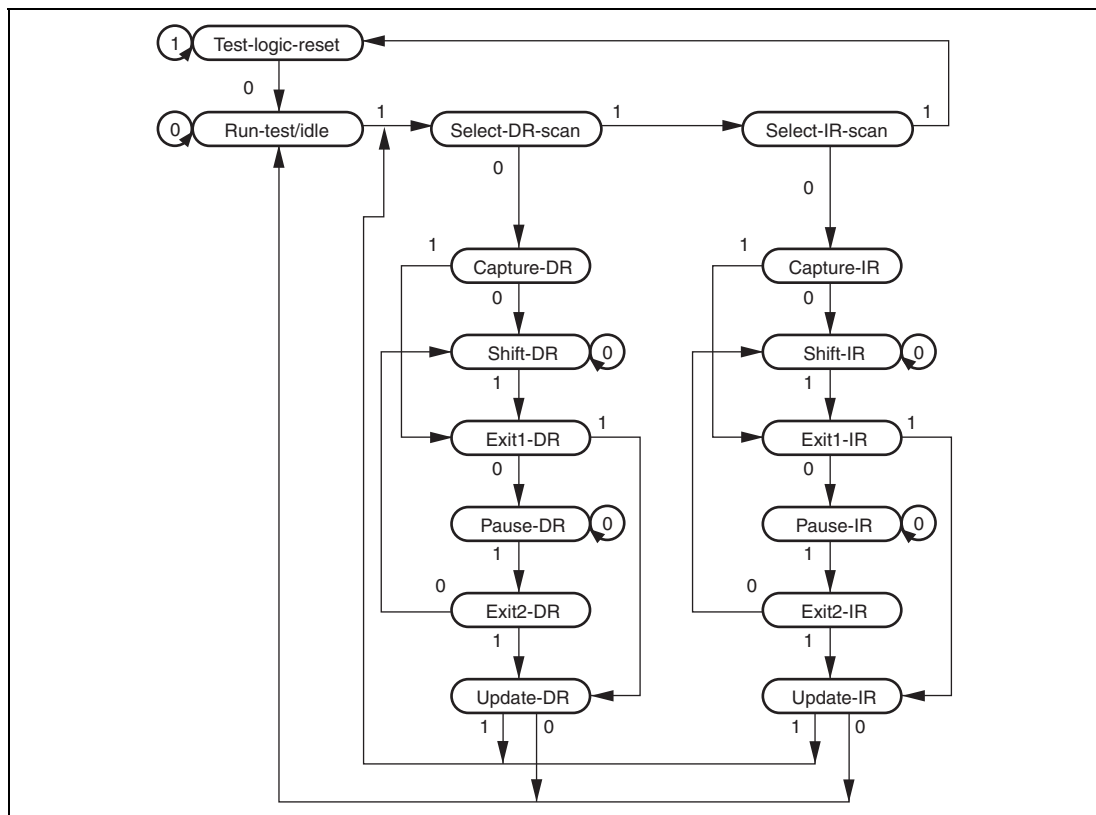 1 Test-logic-reset
0
0 Run-test/idle 1 Select-DR-scan 1 Select-IR-scan 1
0 0
1 Capture-DR 1 Capture-IR
0 0
Shift-DR 0 Shift-IR 0
1 1
Exit1-DR 1 Exit1-IR 1
0 0
Pause-DR 0 Pause-IR 0
1 1
0 Exit2-DR 0 Exit2-IR
1 1
Update-DR Update-IR
1 0 1 0